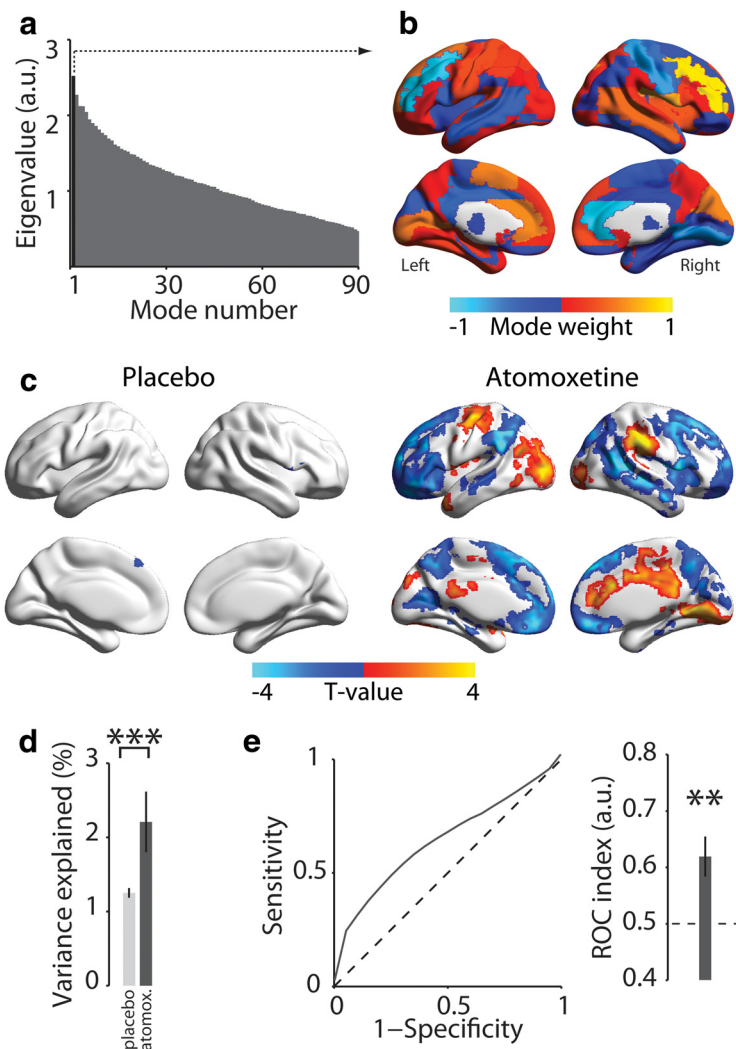 a
3
2
1
Eigenvalue (a.u.)
1 30 60 90
Mode number
b
Left Right
-1 Mode weight 1
c
Placebo Atomoxetine
-4 T-value 4
d
***
3
2
1
0
Variance explained (%)
placebo
atomox.
e
1
0.5
0
Sensitivity
0 0.5 1
1−Specificity
0.8
0.7
0.6
0.5
0.4
ROC index (a.u.)
**